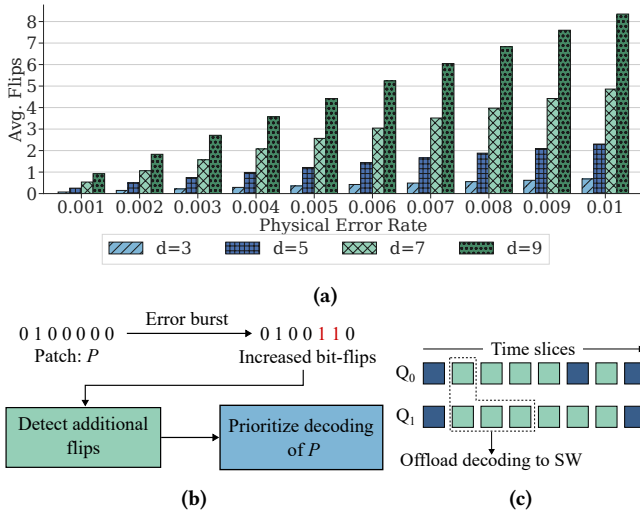 Avg. Flips
8
7
6
5
4
3
2
1
0
0.001 0.002 0.003 0.004 0.005 0.006 0.007 0.008 0.009 0.01
Physical Error Rate
d=3 d=5 d=7 d=9
(a)
0 1 0 0 0 0 0
Patch: P
Error burst
0 1 0 0 1 1 0
Increased bit-flips
Detect additional
flips
Prioritize decoding
of P
(b)
Time slices
Q0
Q1
Offload decoding to SW
(c)